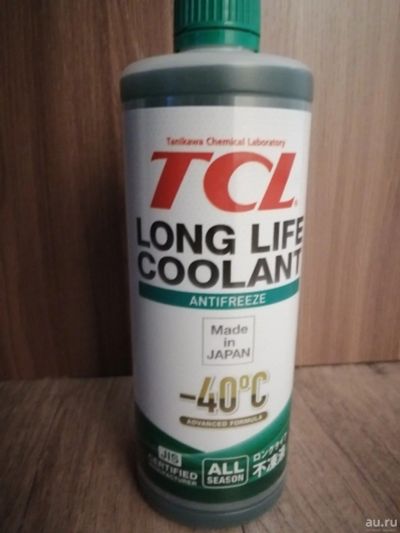 Tanikawa Chemical Laboratory
TCL
LONG LIFE
COOLANT
ANTIFREEZE
Made
in
JAPAN
-40°C
ADVANCED FORMULA
JIS
CERTIFIED
MANUFACTURER
ALL
SEASON
ロングライフ
不凍液
au.ru